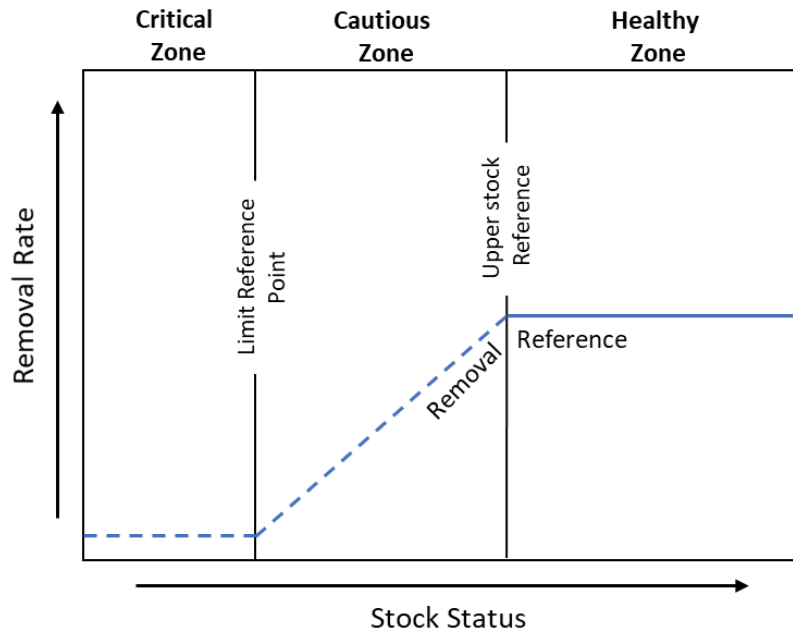 Critical
Zone
Cautious
Zone
Healthy
Zone
Removal Rate
Limit Reference
Point
Upper stock
Reference
Removal
Reference
Stock Status